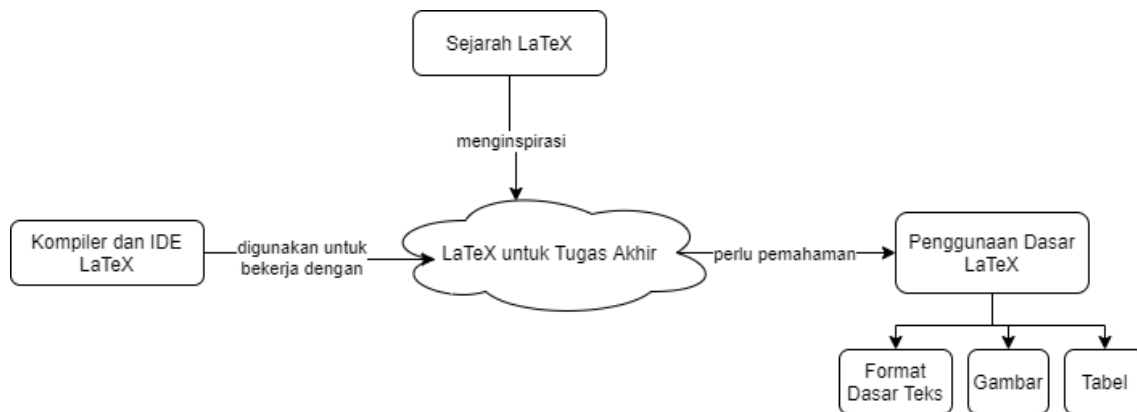 Sejarah LaTeX
menginspirasi
Kompiler dan IDE
LaTeX
digunakan untuk
bekerja dengan
LaTeX untuk Tugas Akhir
perlu pemahaman
Penggunaan Dasar
LaTeX
Format
Dasar Teks
Gambar
Tabel